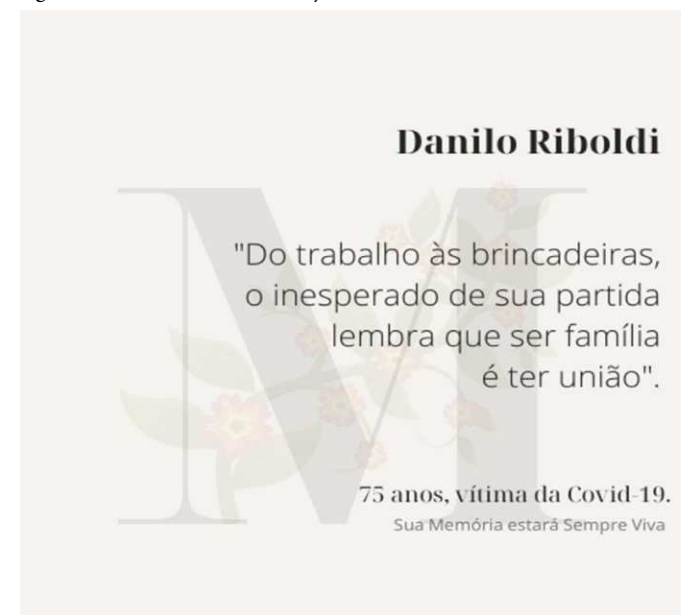 Danilo Riboldi
"Do trabalho às brincadeiras,
o inesperado de sua partida
lembra que ser família
é ter união".
75 anos, vítima da Covid-19.
Sua Memória estará Sempre Viva
M